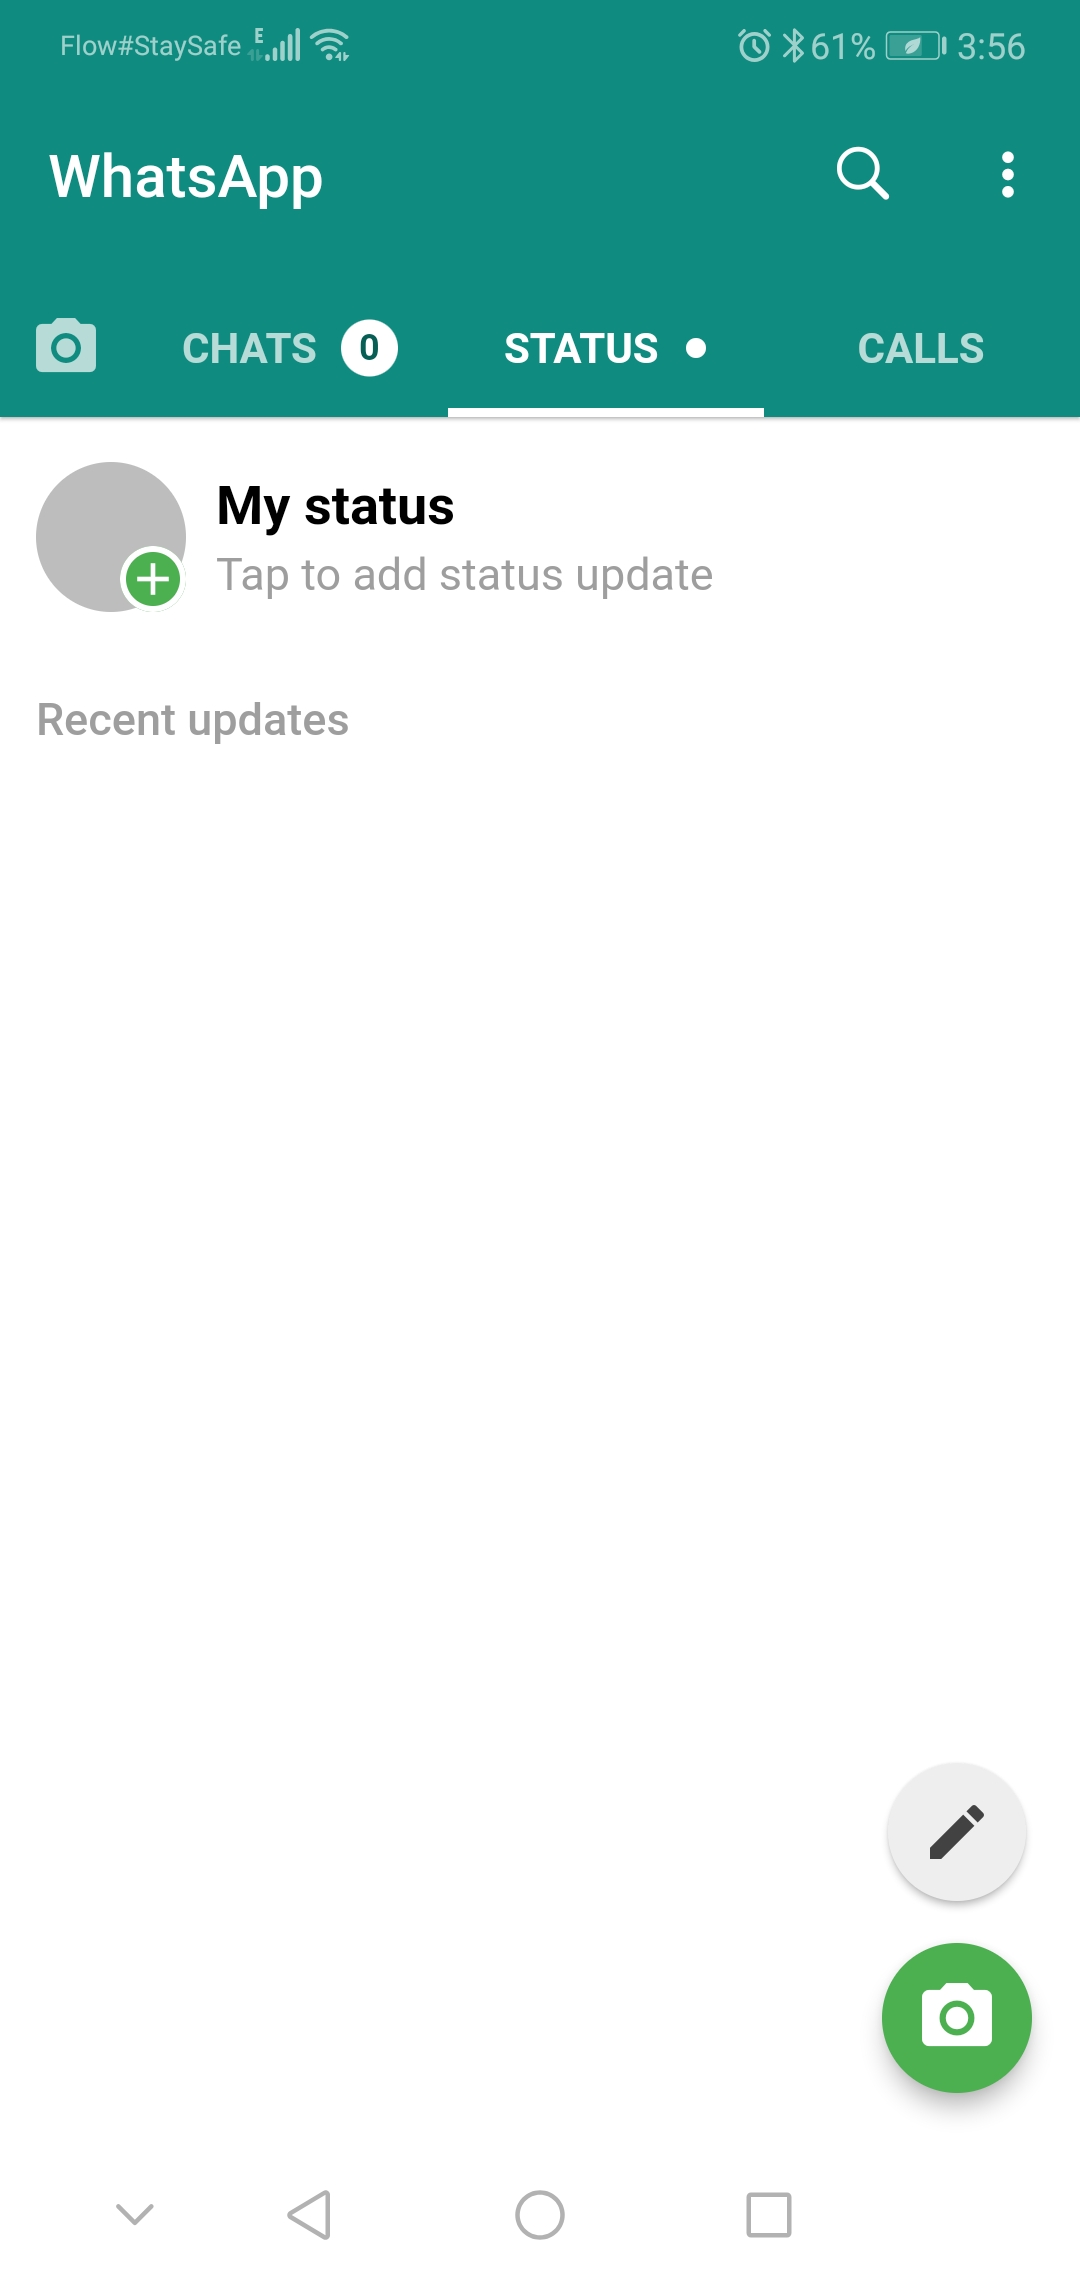 Flow#StaySafe E 61% 3:56
WhatsApp
CHATS 0 STATUS CALLS
My status
Tap to add status update
Recent updates